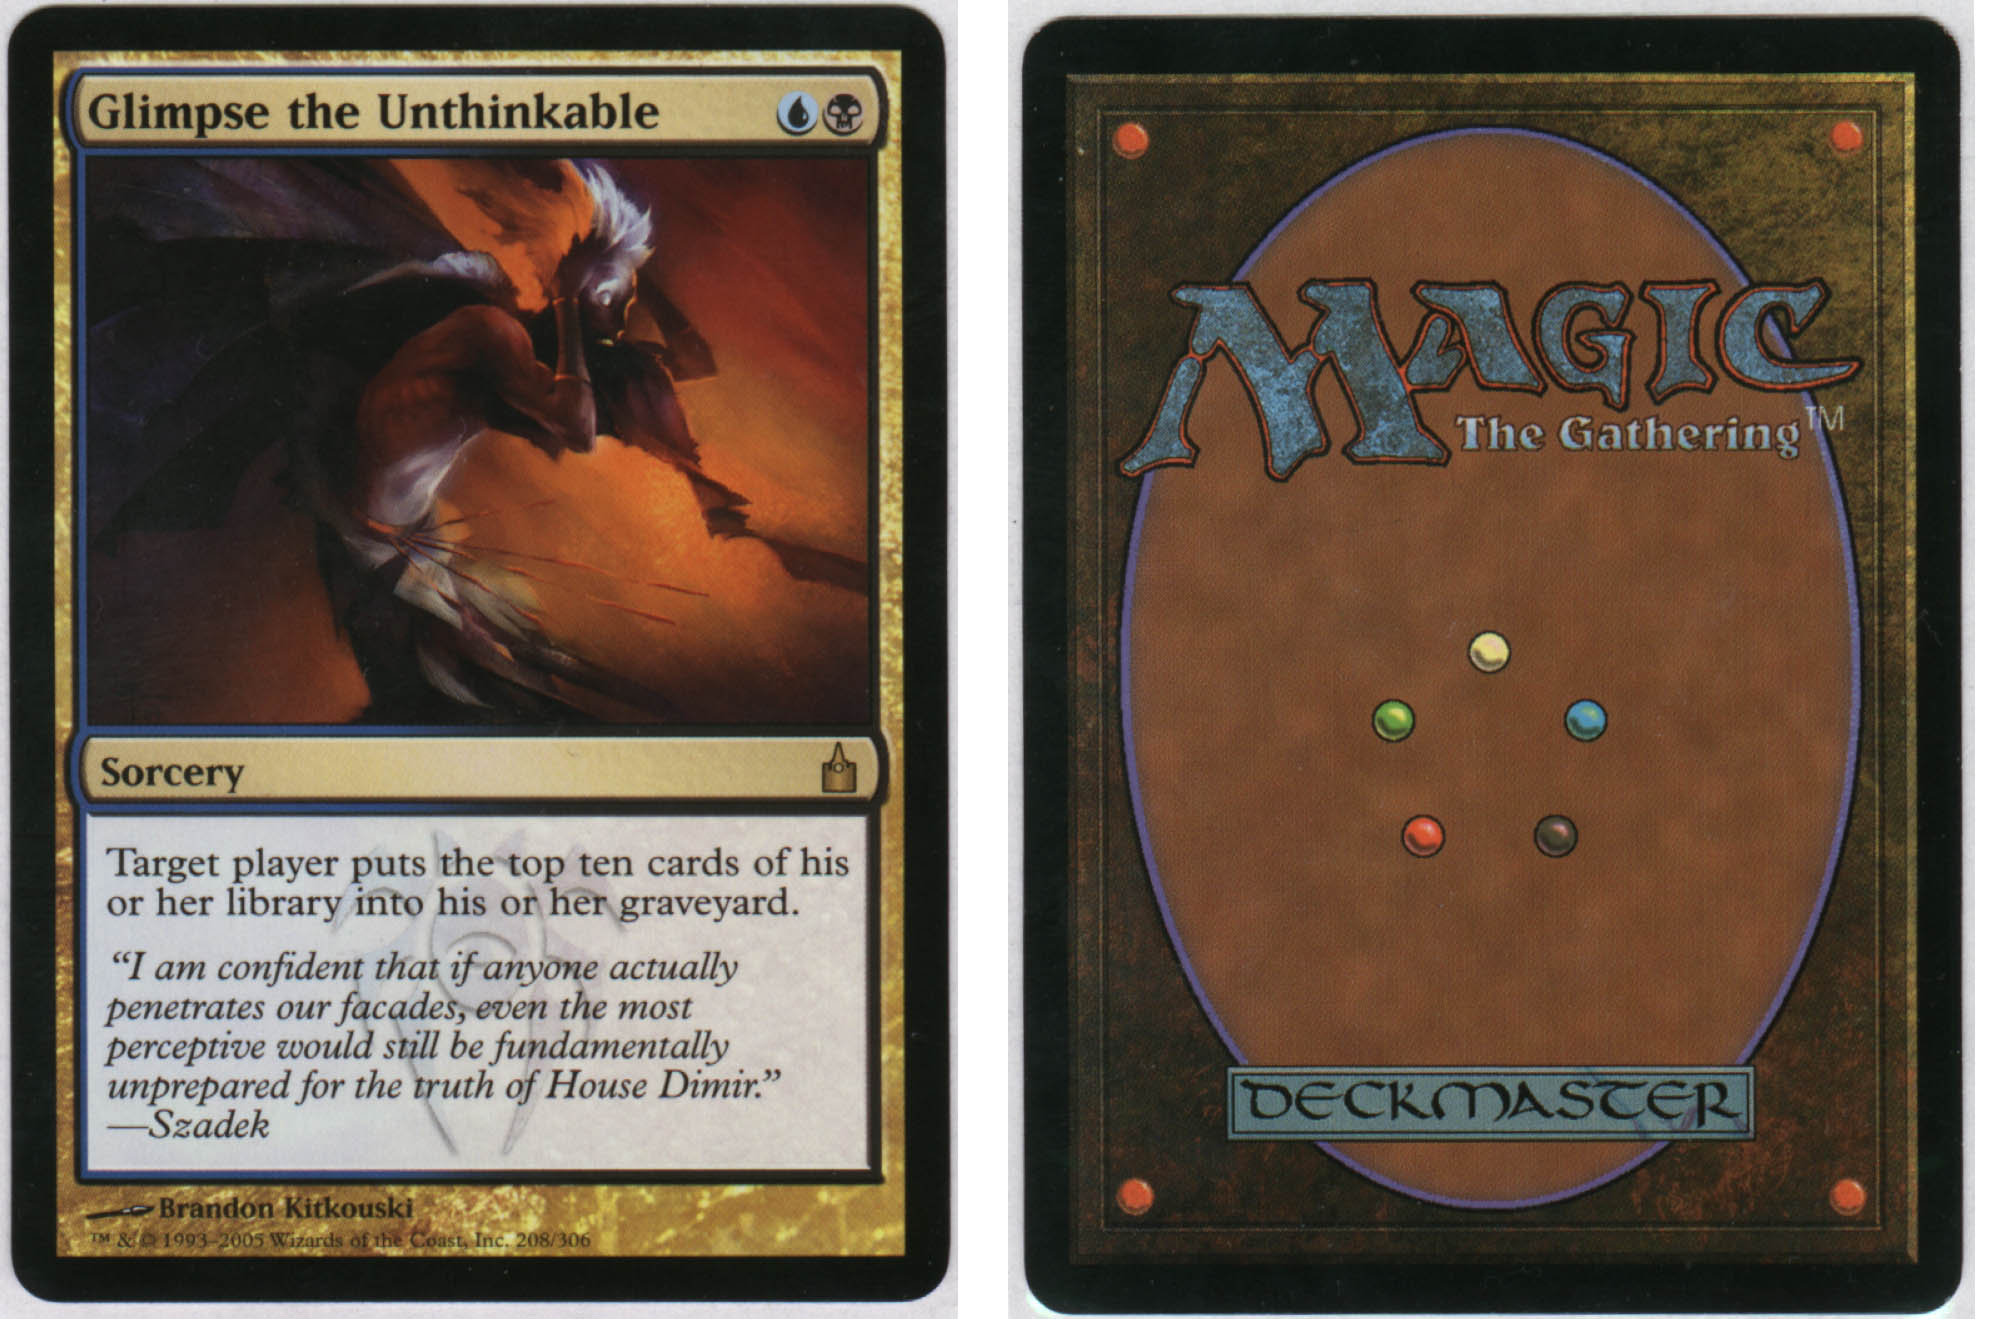 Glimpse the Unthinkable
Sorcery
Target player puts the top ten cards of his
or her library into his or her graveyard.
“I am confident that if anyone actually
penetrates our facades, even the most
perceptive would still be fundamentally
unprepared for the truth of House Dimir.”
—Szadek
Brandon Kitkouski
™ & © 1993–2005 Wizards of the Coast, Inc. 208/306
MAGIC
The Gathering™
DECKMASTER